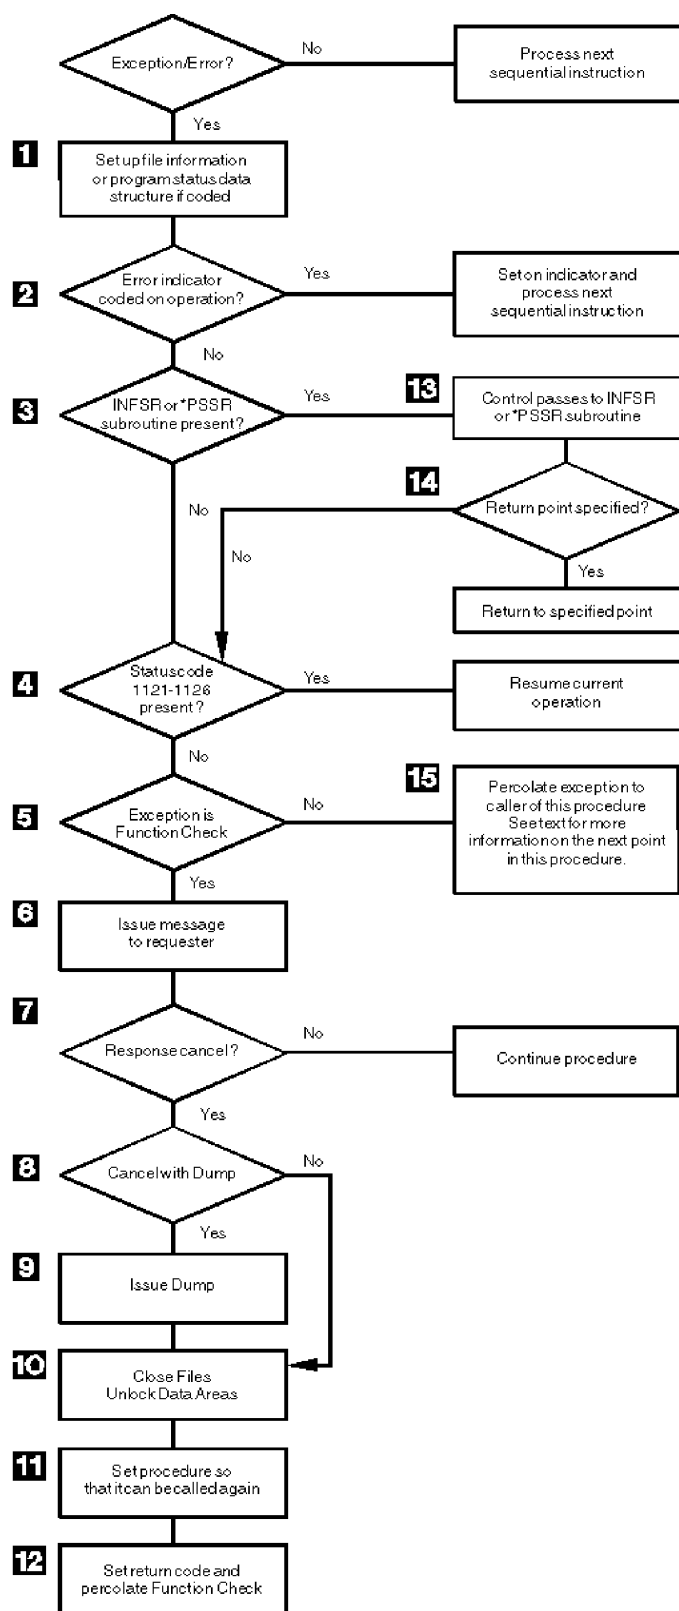 Exception/Error?
No
Process next
sequential instruction
Yes
1
Set up file information
or program status data
structure if coded
2
Error indicator
coded on operation?
Yes
Set on indicator and
process next
sequential instruction
No
3
INFSR or *PSSR
subroutine present?
Yes
13
Control passes to INFSR
or *PSSR subroutine
14
Return point specified?
No
No
Yes
Return to specified point
4
Status code
1121-1126
present?
Yes
Resume current
operation
No
5
Exception is
Function Check
No
15
Percolate exception to
caller of this procedure
See text for more
information on the next point
in this procedure.
Yes
6
Issue message
to requester
7
Response cancel?
No
Continue procedure
Yes
8
Cancel with Dump
No
Yes
9
Issue Dump
10
Close Files
Unlock Data Areas
11
Set procedure so
that it can be called again
12
Set return code and
percolate Function Check